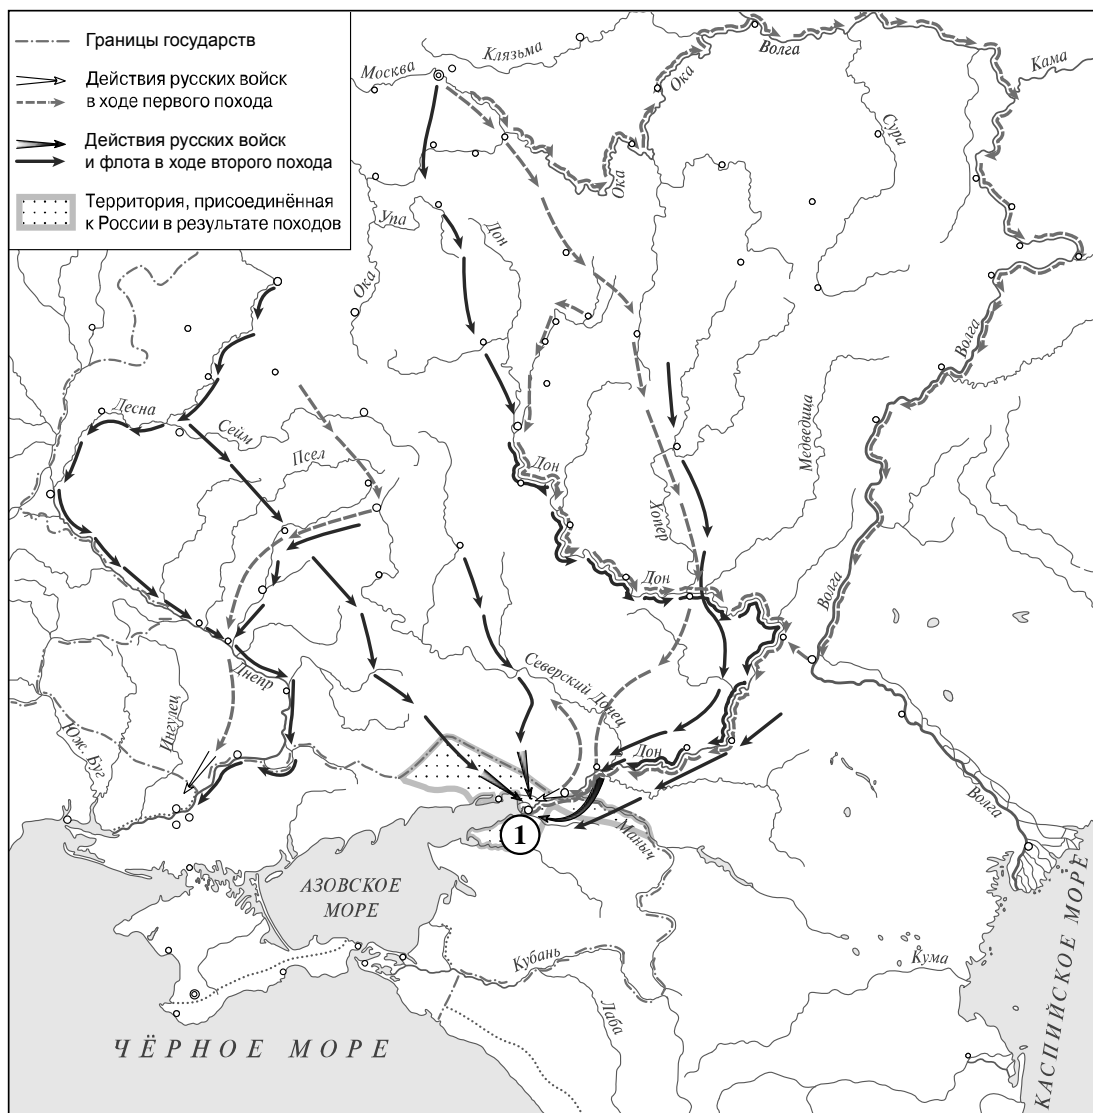 Границы государств
Действия русских войск
в ходе первого похода
Действия русских войск
и флота в ходе второго похода
Территория, присоединённая
к России в результате походов
Москва
Клязьма
Волга
Ока
Кама
Сура
Ока
Упа
Дон
Ока
Волга
Десна
Сейм
Псел
Дон
Медведица
Хопер
Дон
Волга
Днепр
Северский Донец
Ингулец
Юж. Буг
Дон
Волга
Маныч
1
АЗОВСКОЕ
МОРЕ
Кубань
Кума
Лаба
ЧЁРНОЕ МОРЕ
КАСПИЙСКОЕ МОРЕ